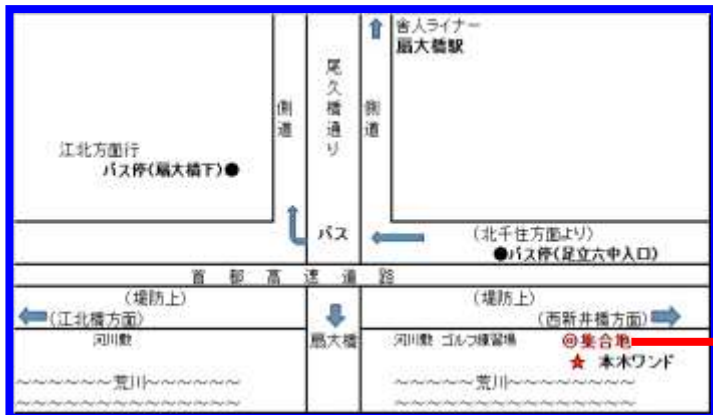 舎人ライナー
扇大橋駅
尾久橋通り
側道
側道
江北方面行
バス停(扇大橋下)●
バス
(北千住方面より)
●バス停(足立六中入口)
首都高速道路
(堤防上)
(堤防上)
(江北橋方面)
(西新井橋方面)
河川敷
扇大橋
河川敷 ゴルフ練習場
◎集合地
★ 本木ワンド
~~~~~~荒川~~~~~~
~~~~~荒川~~~~~~~